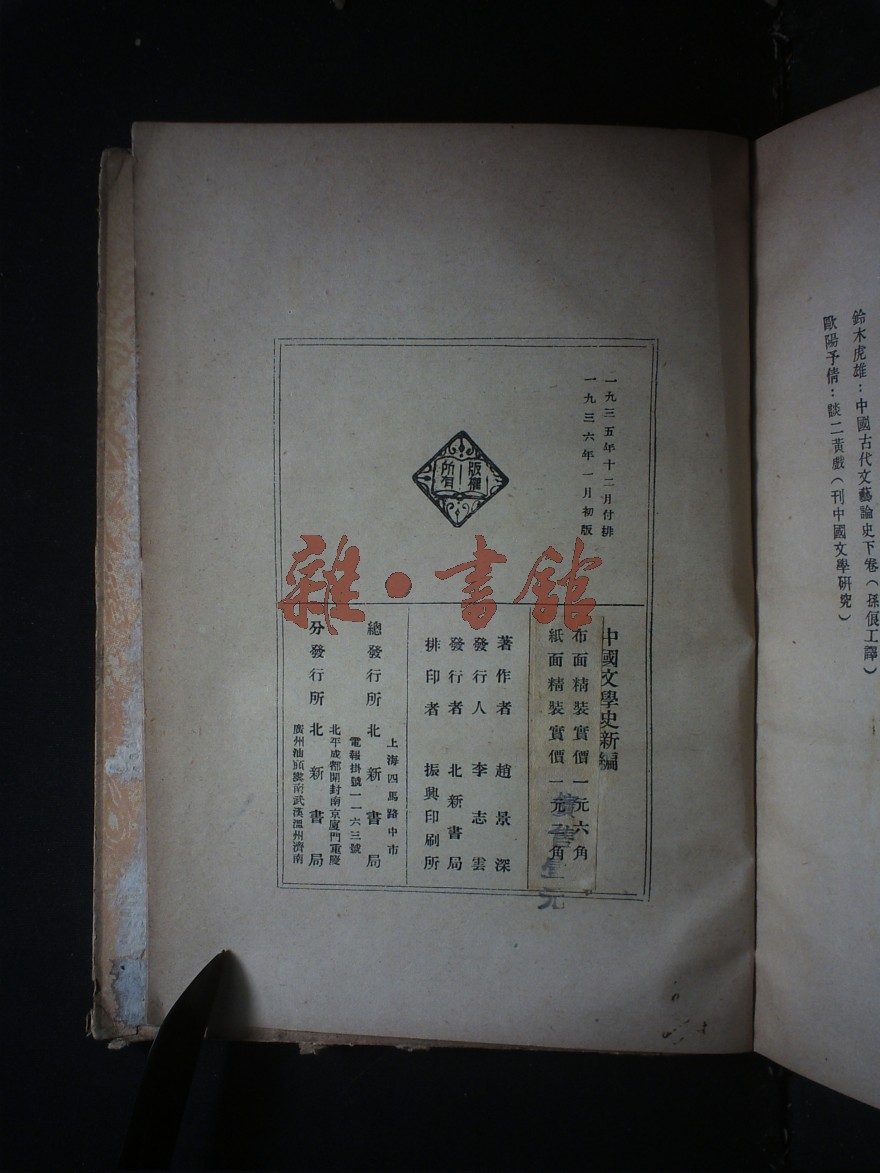 鈴木虎雄：中國古代文藝論史下卷（孫俍工譯）
歐陽予倩：談二黃戲（刊中國文學研究）
一九三五年十二月付排
一九三六年一月初版
版權
所有
雜·書館
中國文學史新編
布面精裝實價一元六角
紙面精裝實價一元二角
實售壹元
著作者 趙景深
發行人 李志雲
發行者 北新書局
排印者 振興印刷所
上海四馬路中市
總發行所 北新書局
電報掛號一一六三號
北平成都開封南京廈門重慶
分發行所 北新書局
廣州汕頭雲南武漢溫州濟南